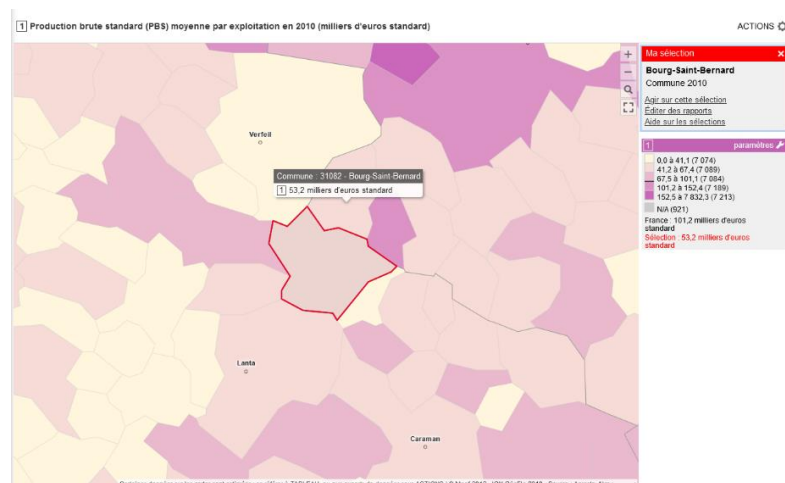 1 Production brute standard (PBS) moyenne par exploitation en 2010 (milliers d'euros standard)
ACTIONS
Ma sélection
Bourg-Saint-Bernard
Commune 2010
Agir sur cette sélection
Éditer des rapports
Aide sur les sélections
1 paramètres
0,0 à 41,1 (7 074)
41,2 à 67,4 (7 089)
67,5 à 101,1 (7 084)
101,2 à 152,4 (7 189)
152,5 à 7 832,3 (7 213)
N/A (921)
France : 101,2 milliers d'euros
standard
Sélection : 53,2 milliers d'euros
standard
Verfeil
Commune : 31082 - Bourg-Saint-Bernard
1 53,2 milliers d'euros standard
Lanta
Caraman